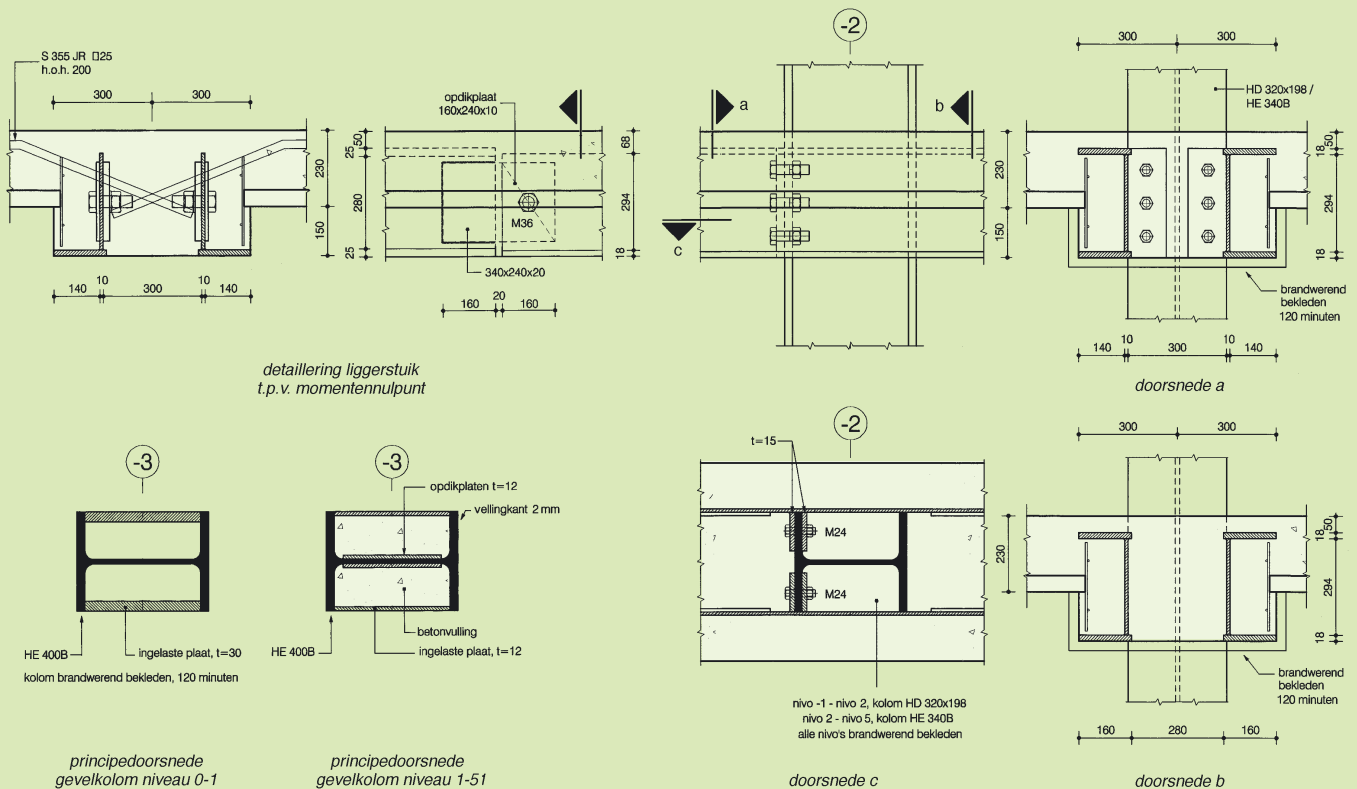 S 355 JR □25
h.o.h. 200
300 300
230
150
140 10 300 10 140
opdikplaat
160x240x10
50
25
280
25
68
294
18
M36
340x240x20
160 20 160
detaillering liggerstuik
t.p.v. momentennulpunt
-2
a b
c
230
150
300 300
HD 320x198 /
HE 340B
50
18
294
18
brandwerend
bekleden
120 minuten
140 10 300 10 140
doorsnede a
-3
HE 400B
ingelaste plaat, t=30
kolom brandwerend bekleden, 120 minuten
principedoorsnede
gevelkolom niveau 0-1
-3
opdikplaten t=12
vellingkant 2 mm
betonvulling
HE 400B
ingelaste plaat, t=12
principedoorsnede
gevelkolom niveau 1-51
-2
t=15
M24
M24
nivo -1 - nivo 2, kolom HD 320x198
nivo 2 - nivo 5, kolom HE 340B
alle nivo's brandwerend bekleden
doorsnede c
300 300
230
50
18
294
18
brandwerend
bekleden
120 minuten
160 280 160
doorsnede b